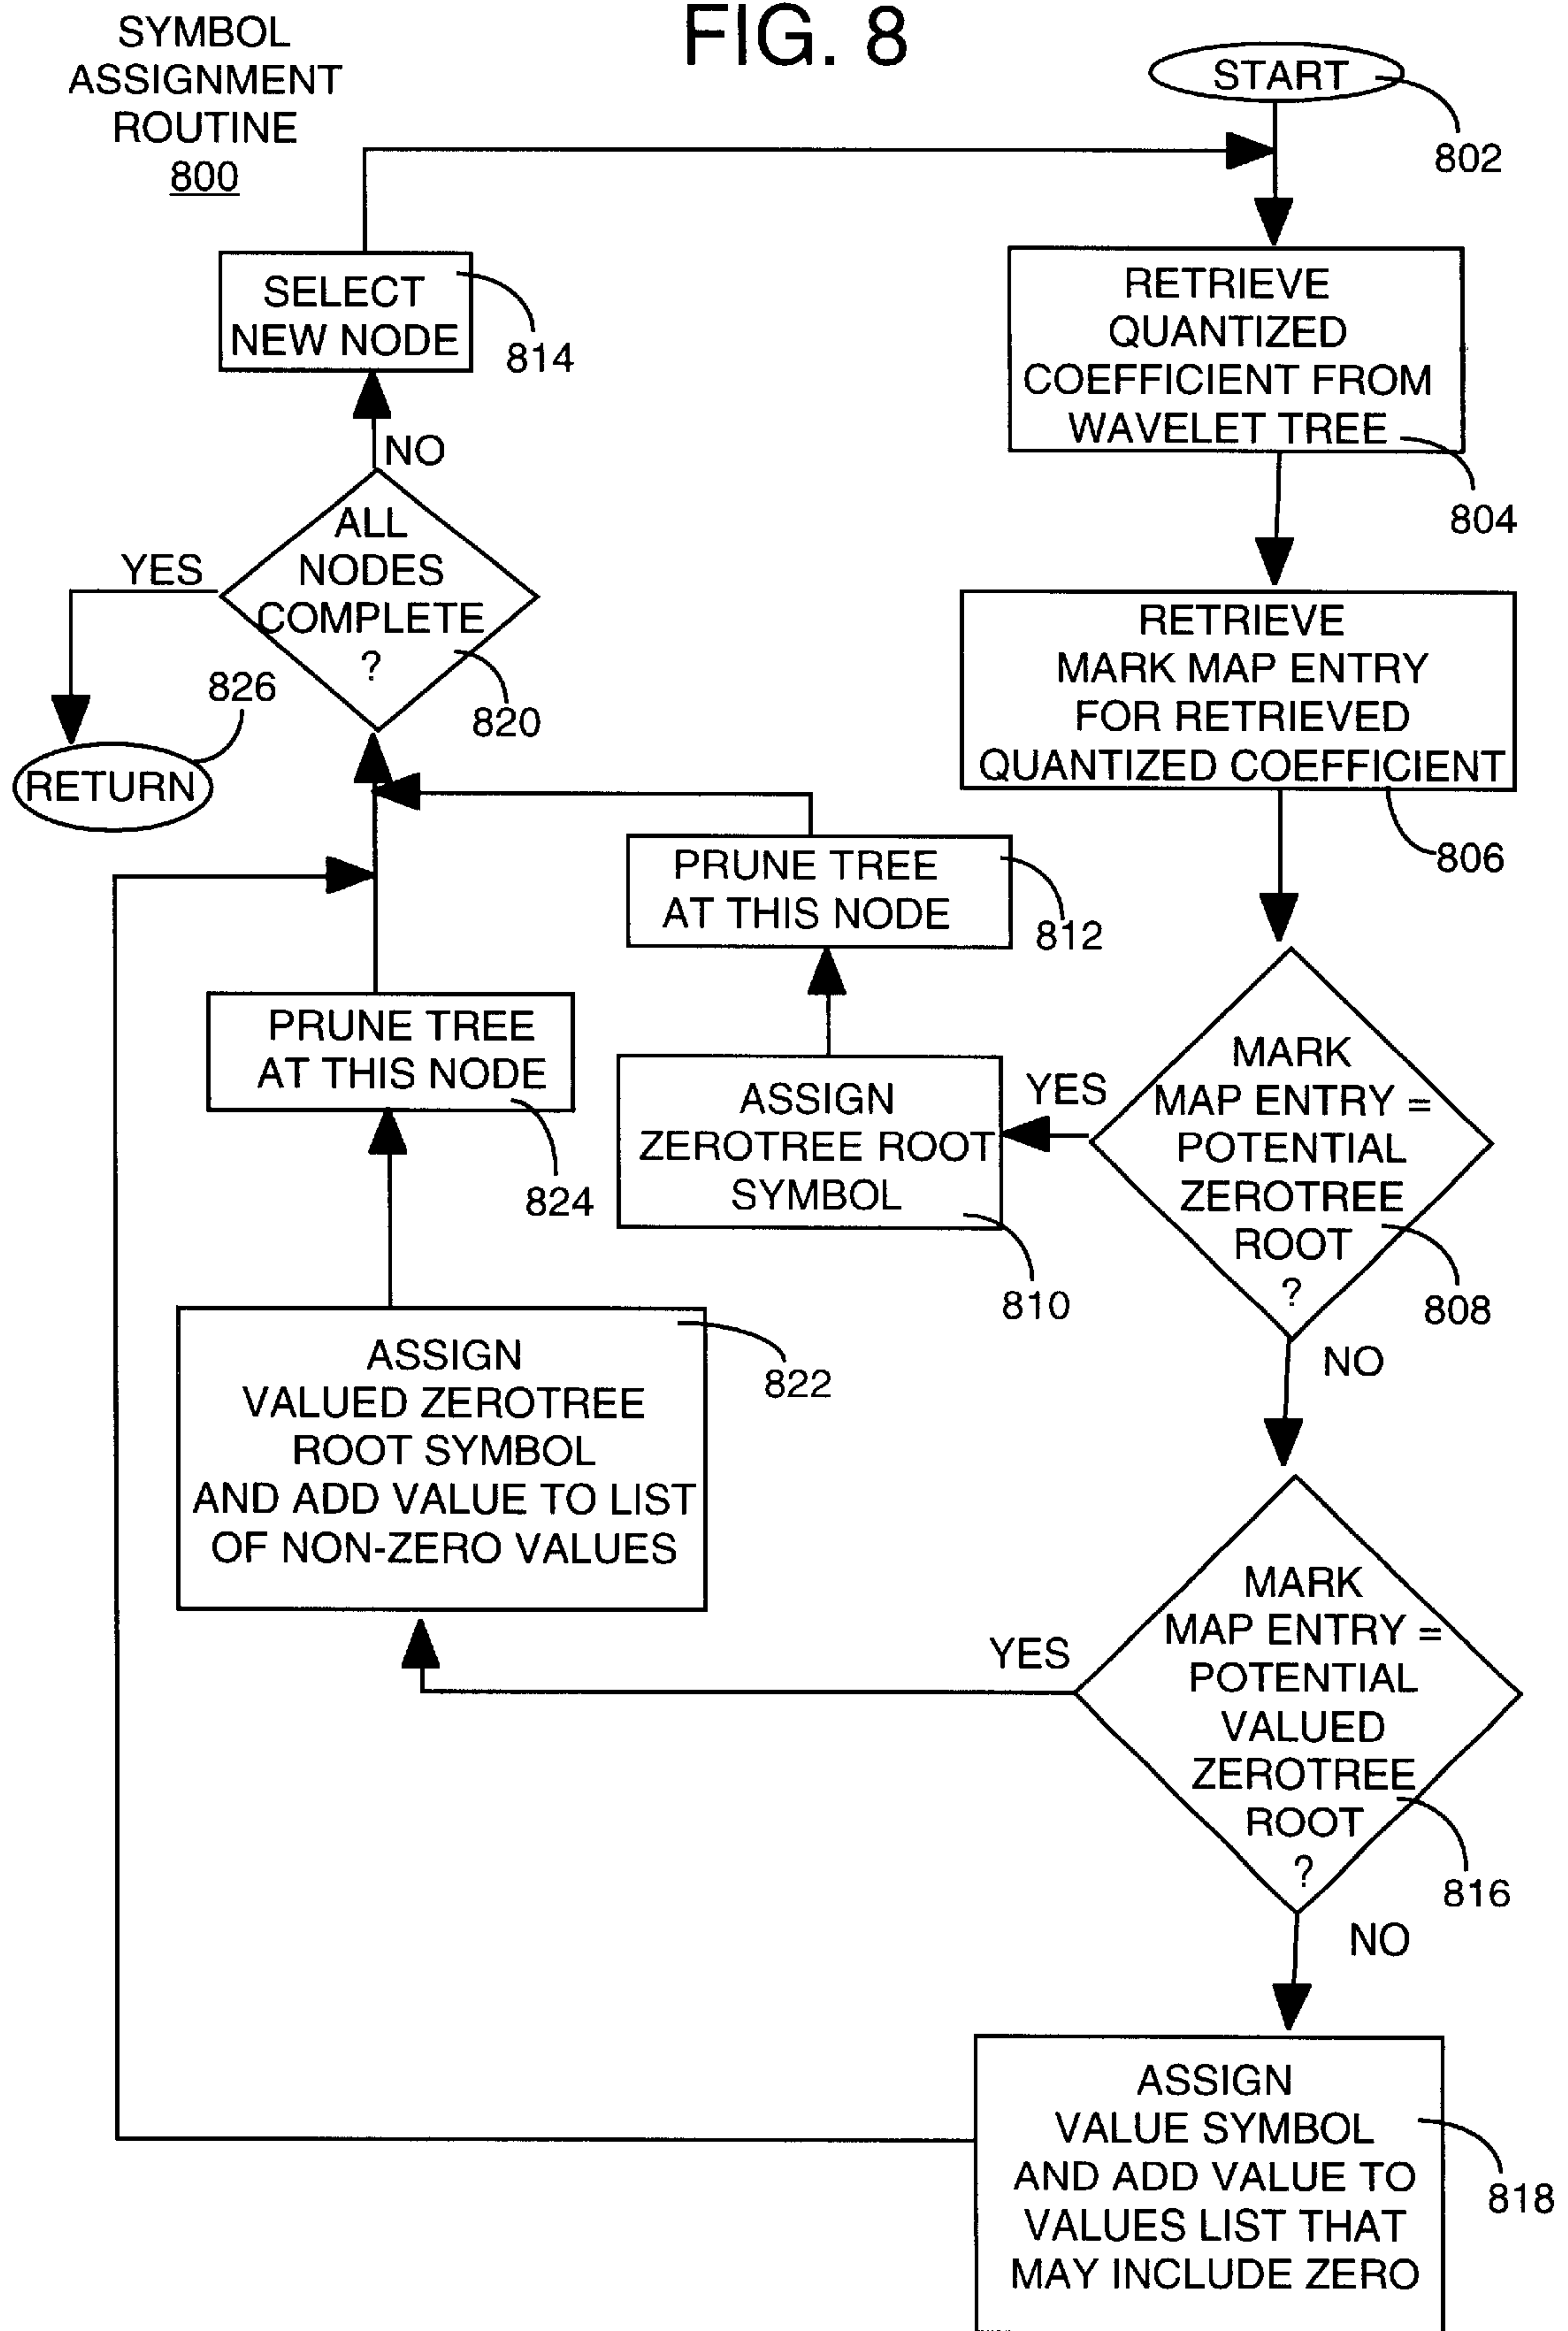 FIG. 8
SYMBOL
ASSIGNMENT
ROUTINE
800
START
802
SELECT
NEW NODE
814
RETRIEVE
QUANTIZED
COEFFICIENT FROM
WAVELET TREE
804
NO
ALL
NODES
COMPLETE
?
820
YES
826
RETURN
RETRIEVE
MARK MAP ENTRY
FOR RETRIEVED
QUANTIZED COEFFICIENT
806
PRUNE TREE
AT THIS NODE
812
PRUNE TREE
AT THIS NODE
824
ASSIGN
ZEROTREE ROOT
SYMBOL
810
YES
MARK
MAP ENTRY =
POTENTIAL
ZEROTREE
ROOT
?
808
NO
ASSIGN
VALUED ZEROTREE
ROOT SYMBOL
AND ADD VALUE TO LIST
OF NON-ZERO VALUES
822
YES
MARK
MAP ENTRY =
POTENTIAL
VALUED
ZEROTREE
ROOT
?
816
NO
ASSIGN
VALUE SYMBOL
AND ADD VALUE TO
VALUES LIST THAT
MAY INCLUDE ZERO
818